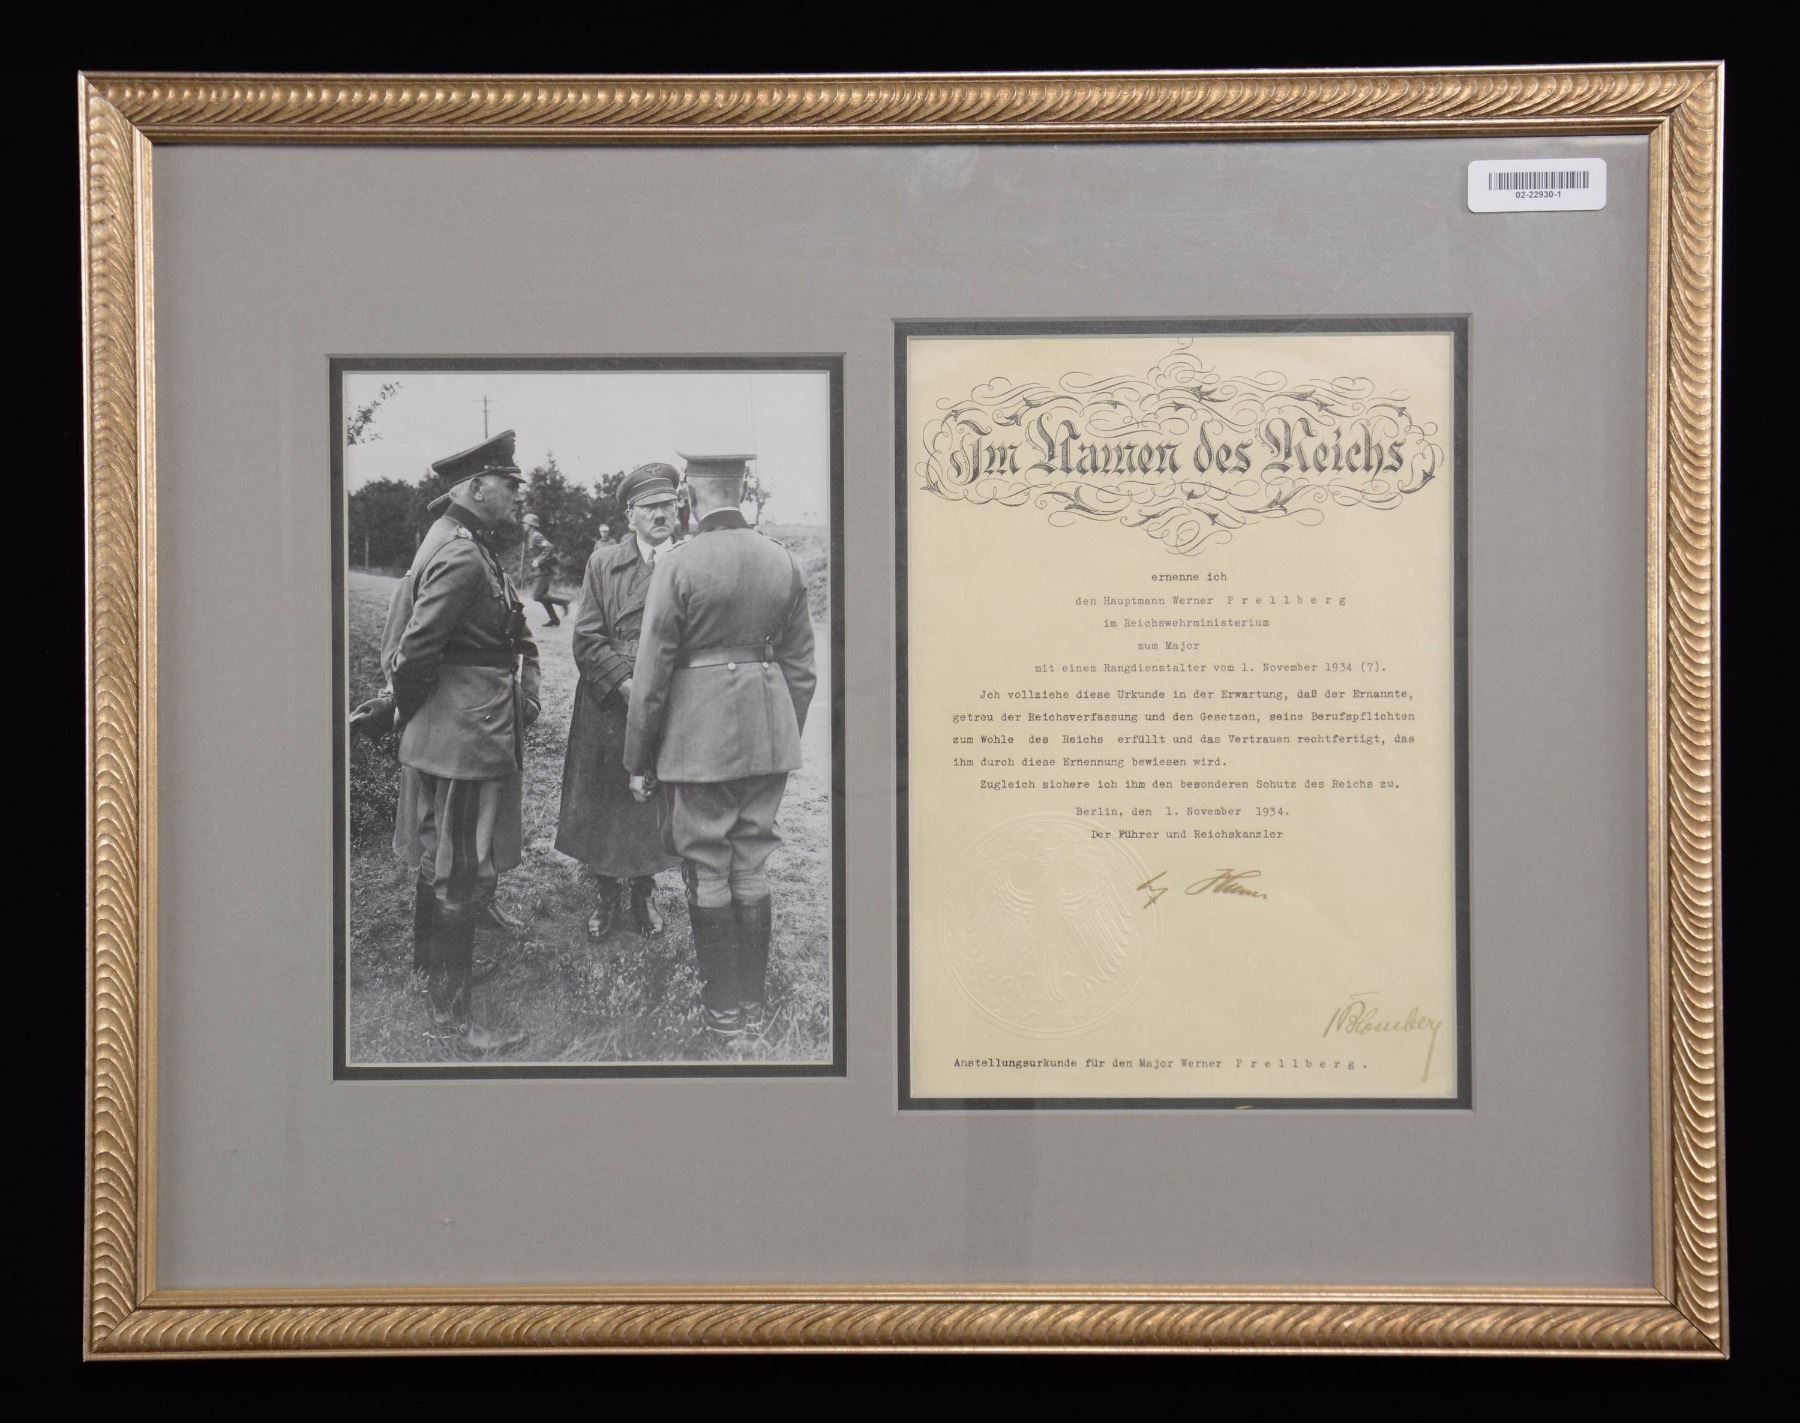 02-22930-1
Im Namen des Reichs
ernenne ich
den Hauptmann Werner P r e l l b e r g
im Reichswehrministerium
zum Major
mit einem Rangdienstalter vom 1. November 1934 (7).
Jch vollziehe diese Urkunde in der Erwartung, daß der Ernannte,
getreu der Reichsverfassung und den Gesetzen, seine Berufspflichten
zum Wohle des Reichs erfüllt und das Vertrauen rechtfertigt, das
ihm durch diese Ernennung bewiesen wird.
Zugleich sichere ich ihm den besonderen Schutz des Reichs zu.
Berlin, den 1. November 1934.
Der Führer und Reichskanzler
vBlomberg
Anstellungsurkunde für den Major Werner P r e l l b e r g .